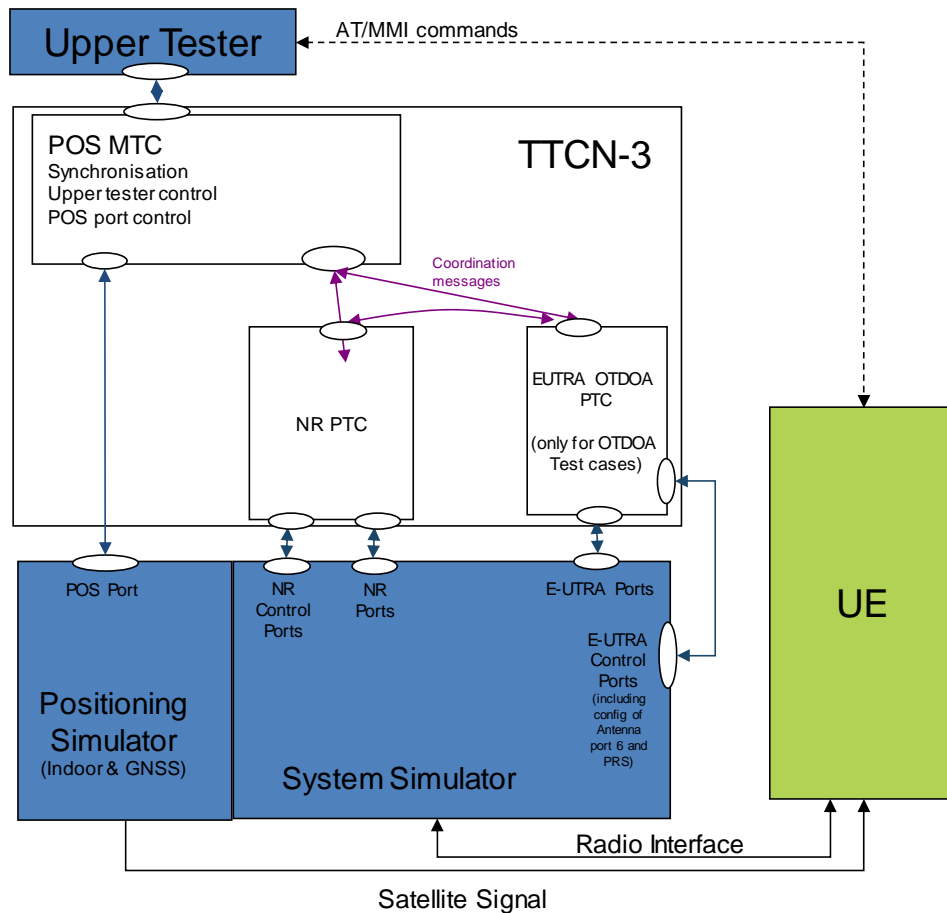 Upper Tester
AT/MMI commands
POS MTC
Synchronisation
Upper tester control
POS port control
TTCN-3
Coordination
messages
NR PTC
EUTRA OTDOA
PTC
(only for OTDOA
Test cases)
POS Port
NR
Control
Ports
NR
Ports
E-UTRA Ports
E-UTRA
Control
Ports
(including
config of
Antenna
port 6 and
PRS)
Positioning
Simulator
(Indoor & GNSS)
System Simulator
UE
Radio Interface
Satellite Signal